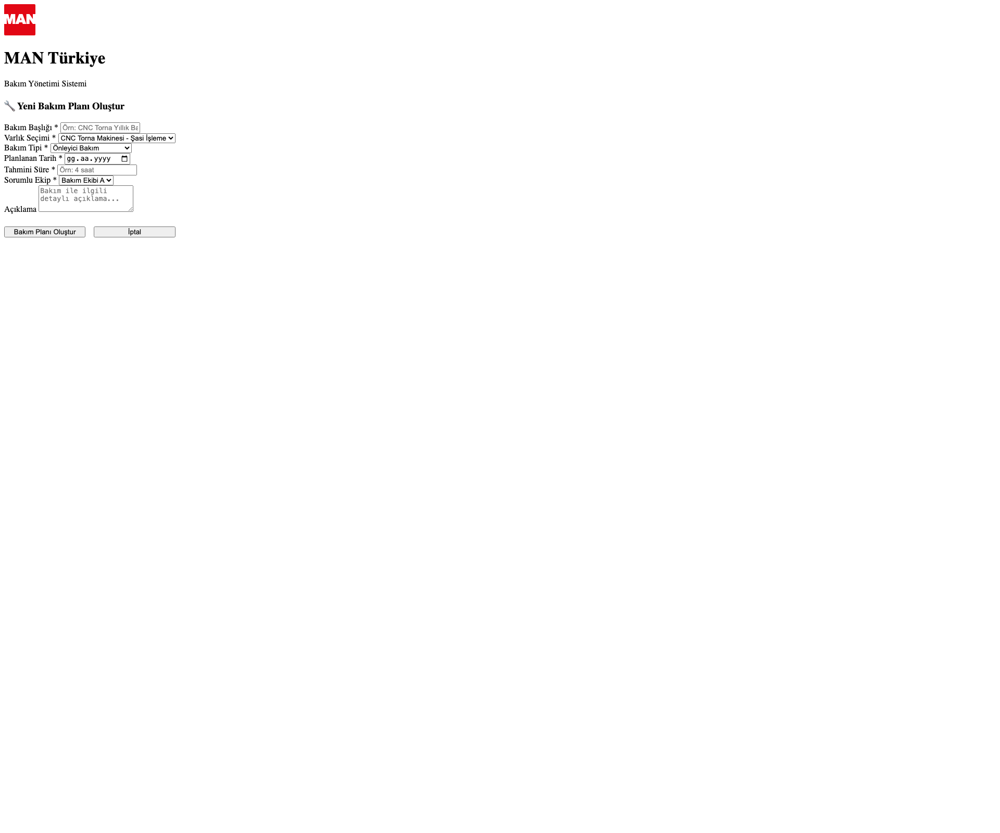 MAN
MAN Türkiye
Bakım Yönetimi Sistemi
🔧 Yeni Bakım Planı Oluştur
Bakım Başlığı * Örn: CNC Torna Yıllık Ba
Varlık Seçimi * CNC Torna Makinesi - Şasi İşleme
Bakım Tipi * Önleyici Bakım
Planlanan Tarih * gg.aa.yyyy
Tahmini Süre * Örn: 4 saat
Sorumlu Ekip * Bakım Ekibi A
Bakım ile ilgili
detaylı açıklama...
Açıklama
Bakım Planı Oluştur İptal